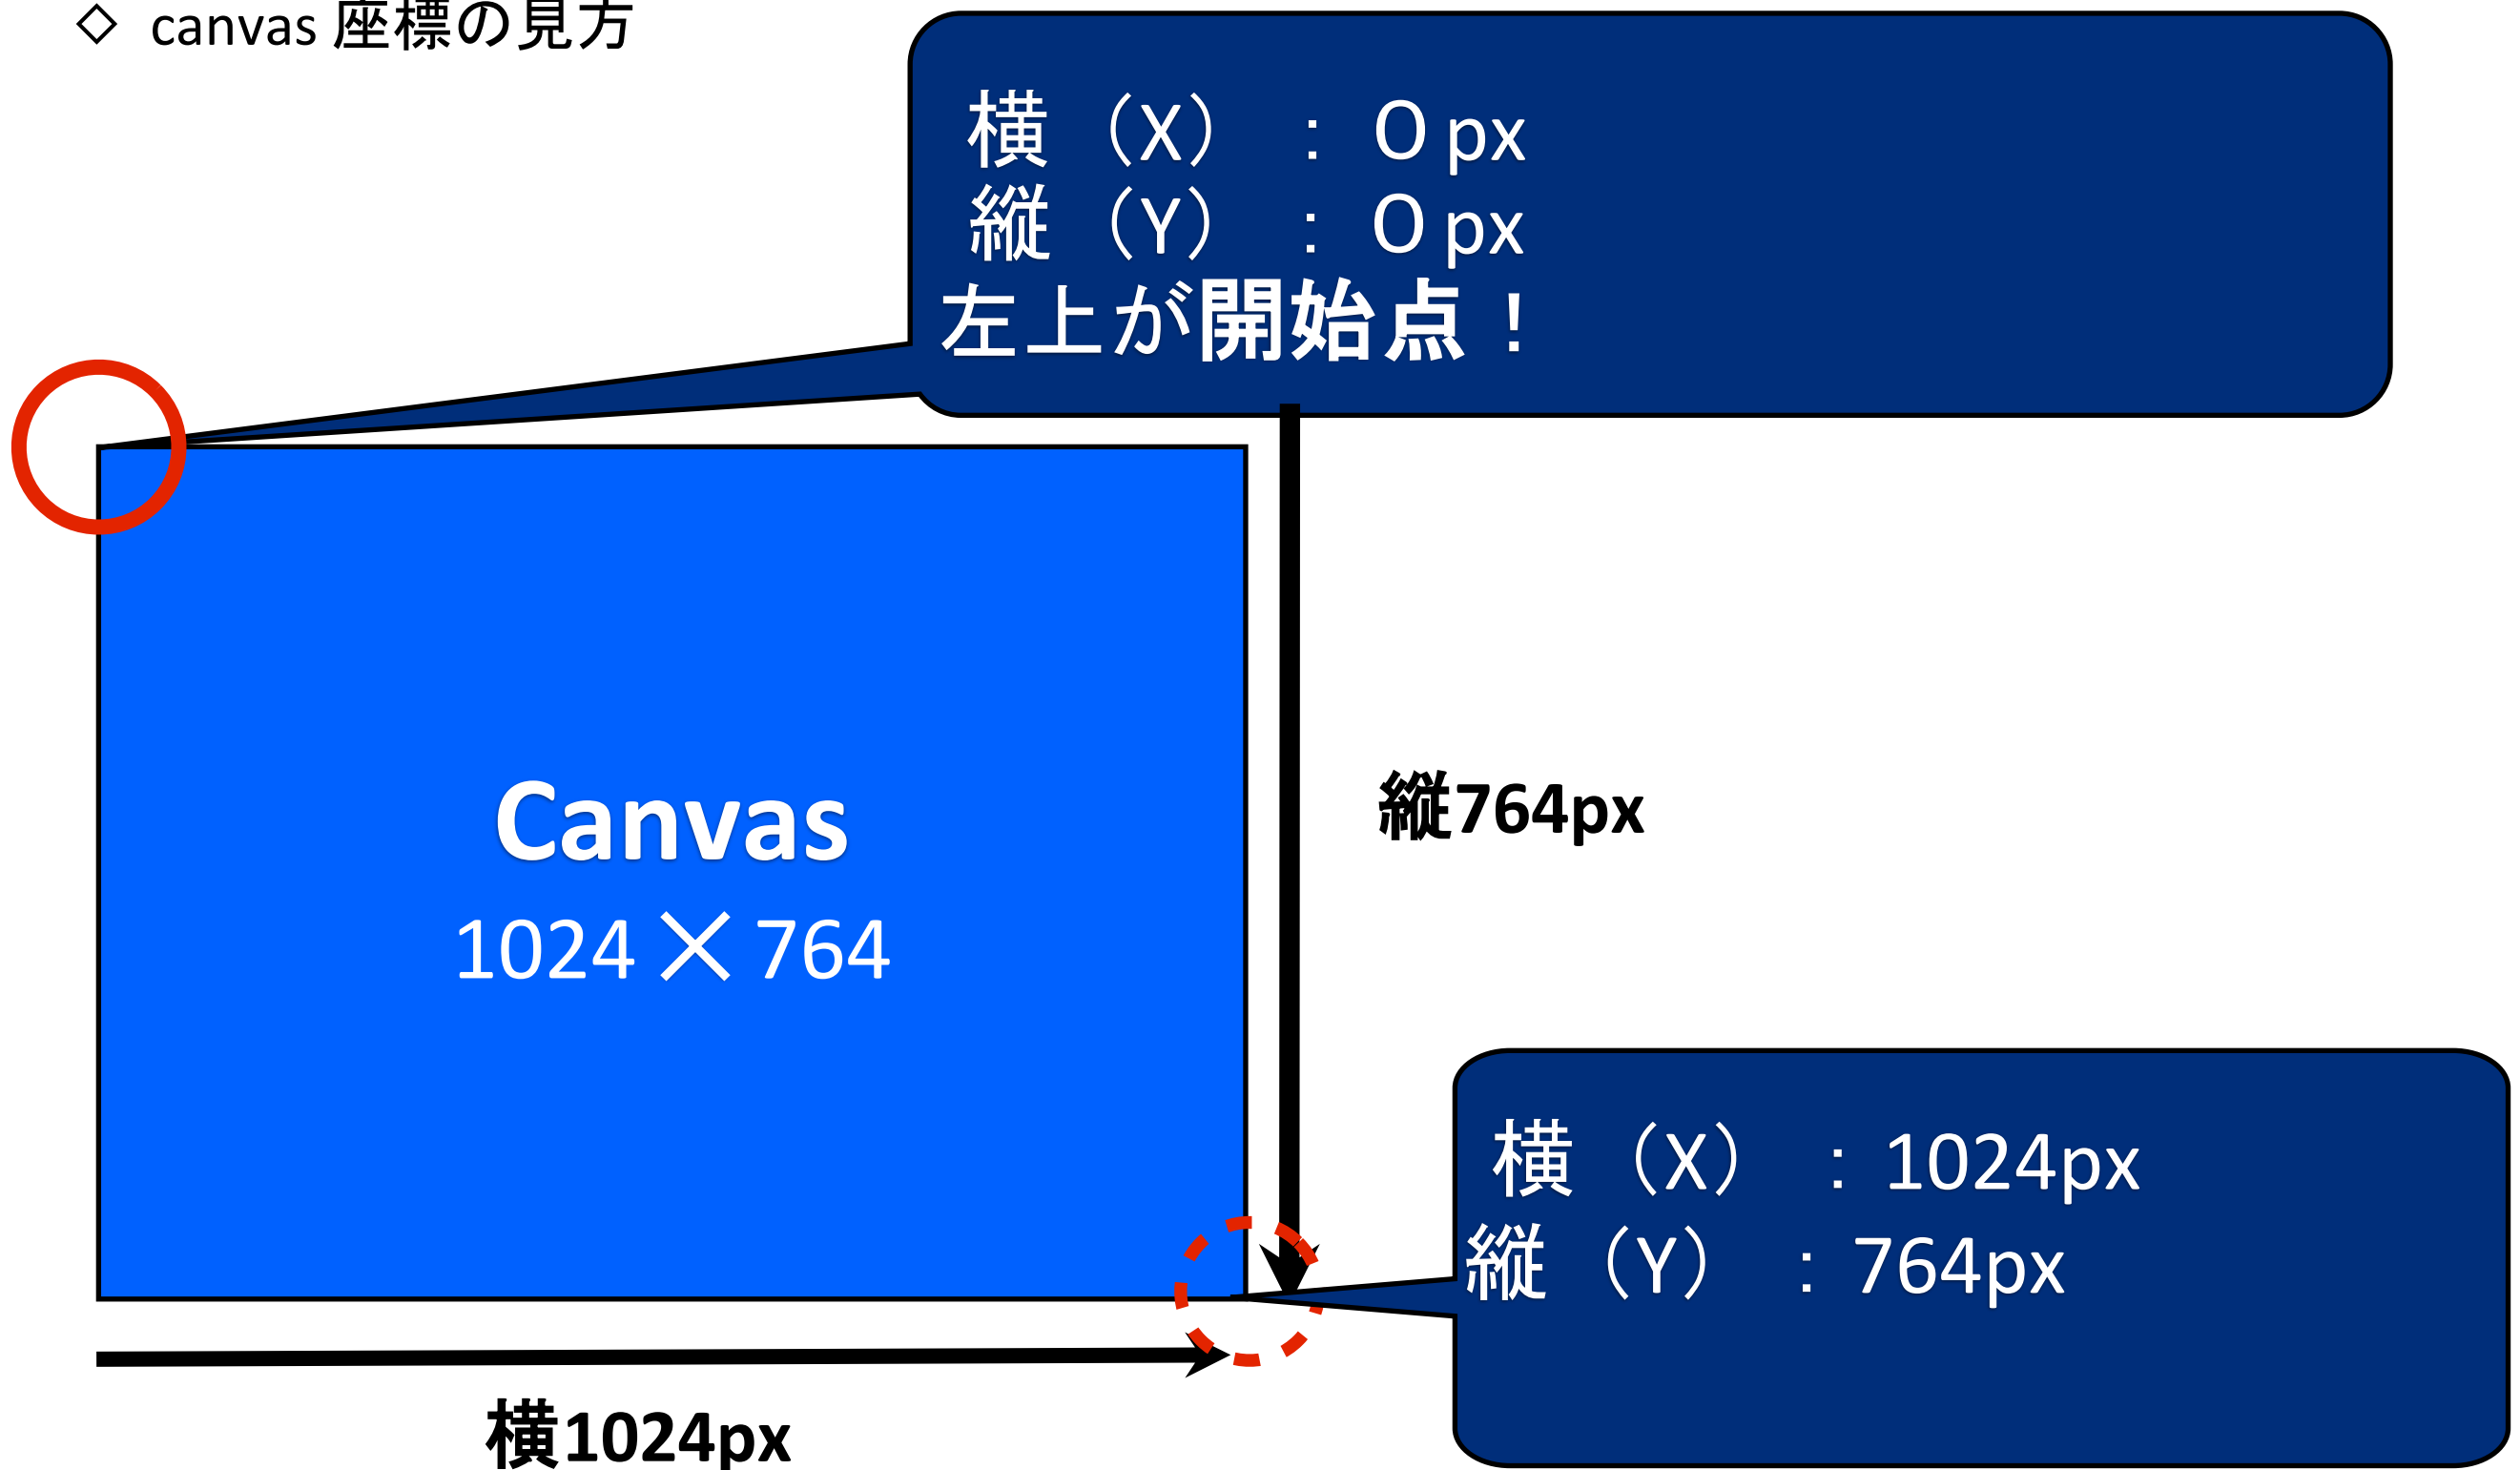 ◇ canvas 座標の見方
横 （X） ： 0 px
縦 （Y） ： 0 px
左上が開始点！
Canvas
1024×764
縦764px
横 （X） ：1024px
縦 （Y） ：764px
横1024px